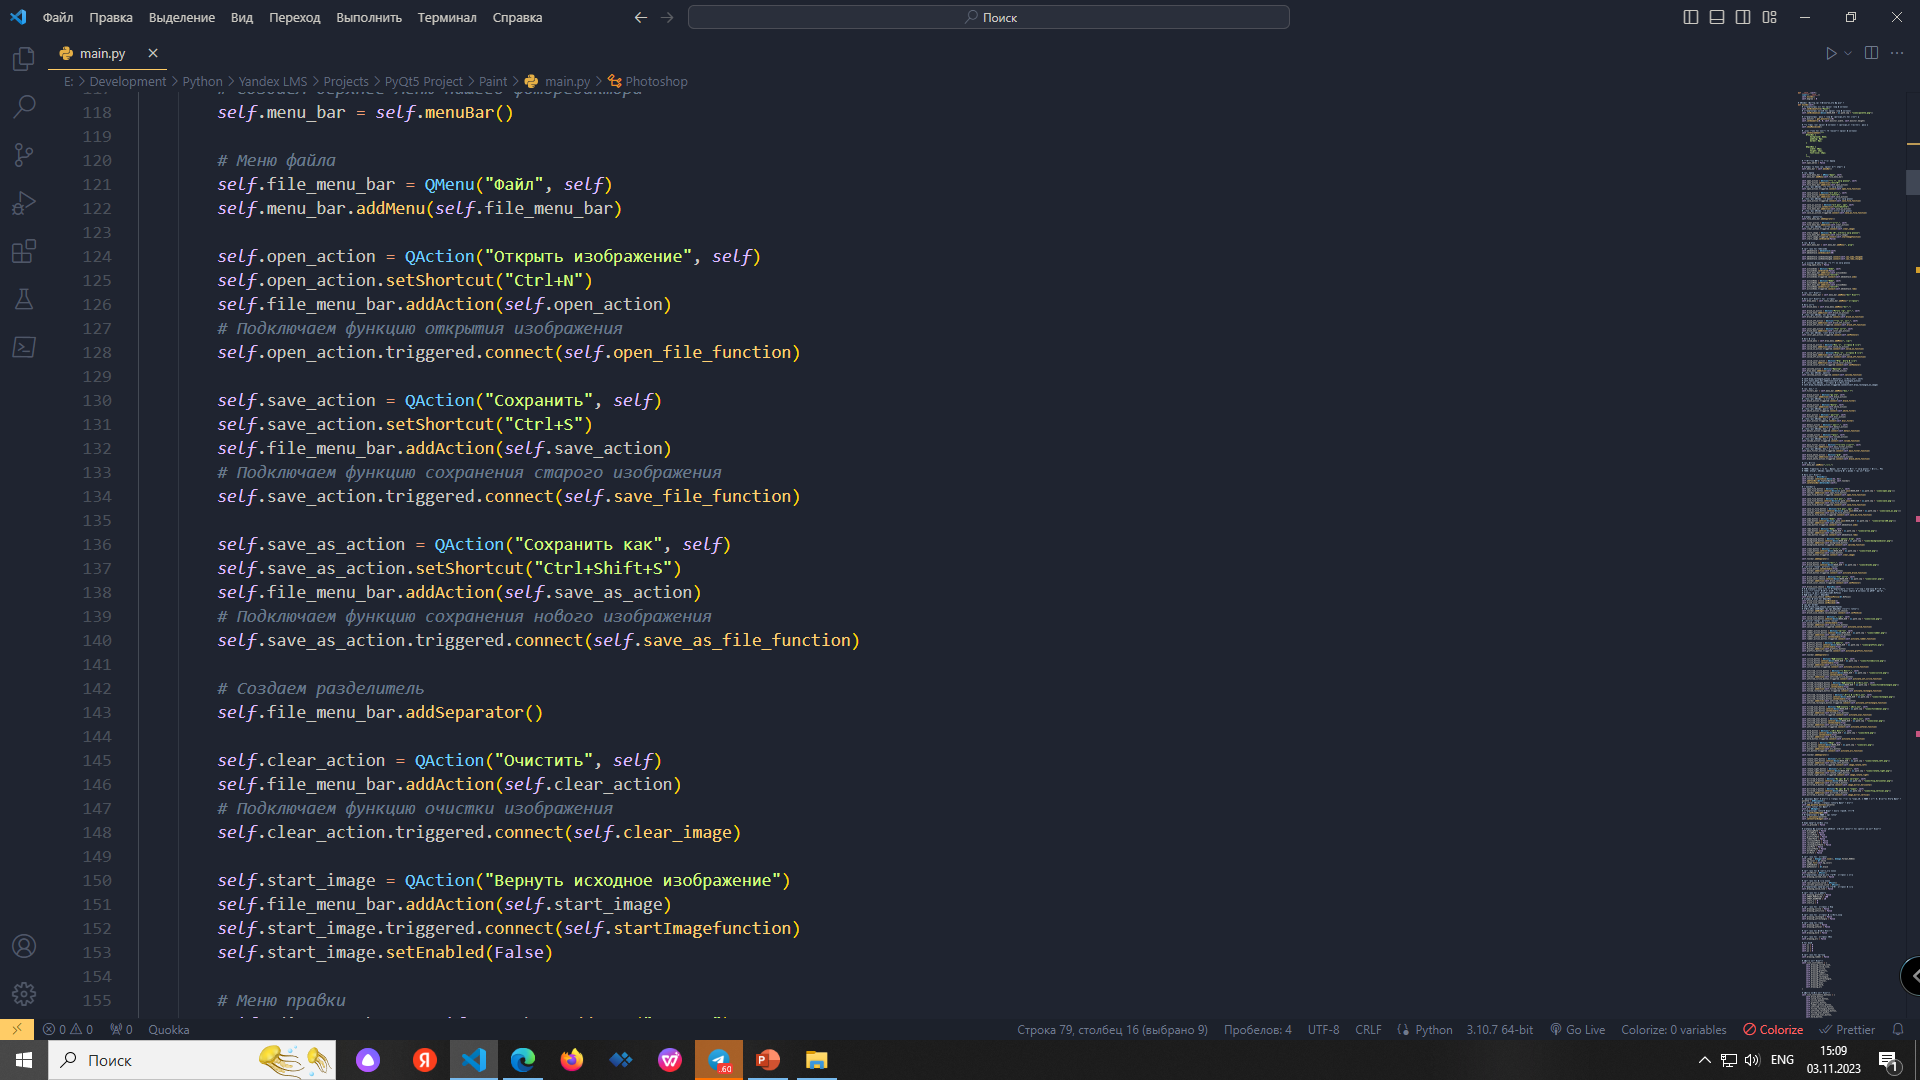 Файл Правка Выделение Вид Переход Выполнить Терминал Справка
Поиск
main.py
E: > Development > Python > Yandex LMS > Projects > PyQt5 Project > Paint > main.py > Photoshop
118 self.menu_bar = self.menuBar()
119
120 # Меню файла
121 self.file_menu_bar = QMenu("Файл", self)
122 self.menu_bar.addMenu(self.file_menu_bar)
123
124 self.open_action = QAction("Открыть изображение", self)
125 self.open_action.setShortcut("Ctrl+N")
126 self.file_menu_bar.addAction(self.open_action)
127 # Подключаем функцию открытия изображения
128 self.open_action.triggered.connect(self.open_file_function)
129
130 self.save_action = QAction("Сохранить", self)
131 self.save_action.setShortcut("Ctrl+S")
132 self.file_menu_bar.addAction(self.save_action)
133 # Подключаем функцию сохранения старого изображения
134 self.save_action.triggered.connect(self.save_file_function)
135
136 self.save_as_action = QAction("Сохранить как", self)
137 self.save_as_action.setShortcut("Ctrl+Shift+S")
138 self.file_menu_bar.addAction(self.save_as_action)
139 # Подключаем функцию сохранения нового изображения
140 self.save_as_action.triggered.connect(self.save_as_file_function)
141
142 # Создаем разделитель
143 self.file_menu_bar.addSeparator()
144
145 self.clear_action = QAction("Очистить", self)
146 self.file_menu_bar.addAction(self.clear_action)
147 # Подключаем функцию очистки изображения
148 self.clear_action.triggered.connect(self.clear_image)
149
150 self.start_image = QAction("Вернуть исходное изображение")
151 self.file_menu_bar.addAction(self.start_image)
152 self.start_image.triggered.connect(self.startImagefunction)
153 self.start_image.setEnabled(False)
154
155 # Меню правки
0 0 0 Quokka Строка 79, столбец 16 (выбрано 9) Пробелов: 4 UTF-8 CRLF Python 3.10.7 64-bit Go Live Colorize: 0 variables Colorize Prettier
Поиск
.60
ENG
15:09
03.11.2023
1